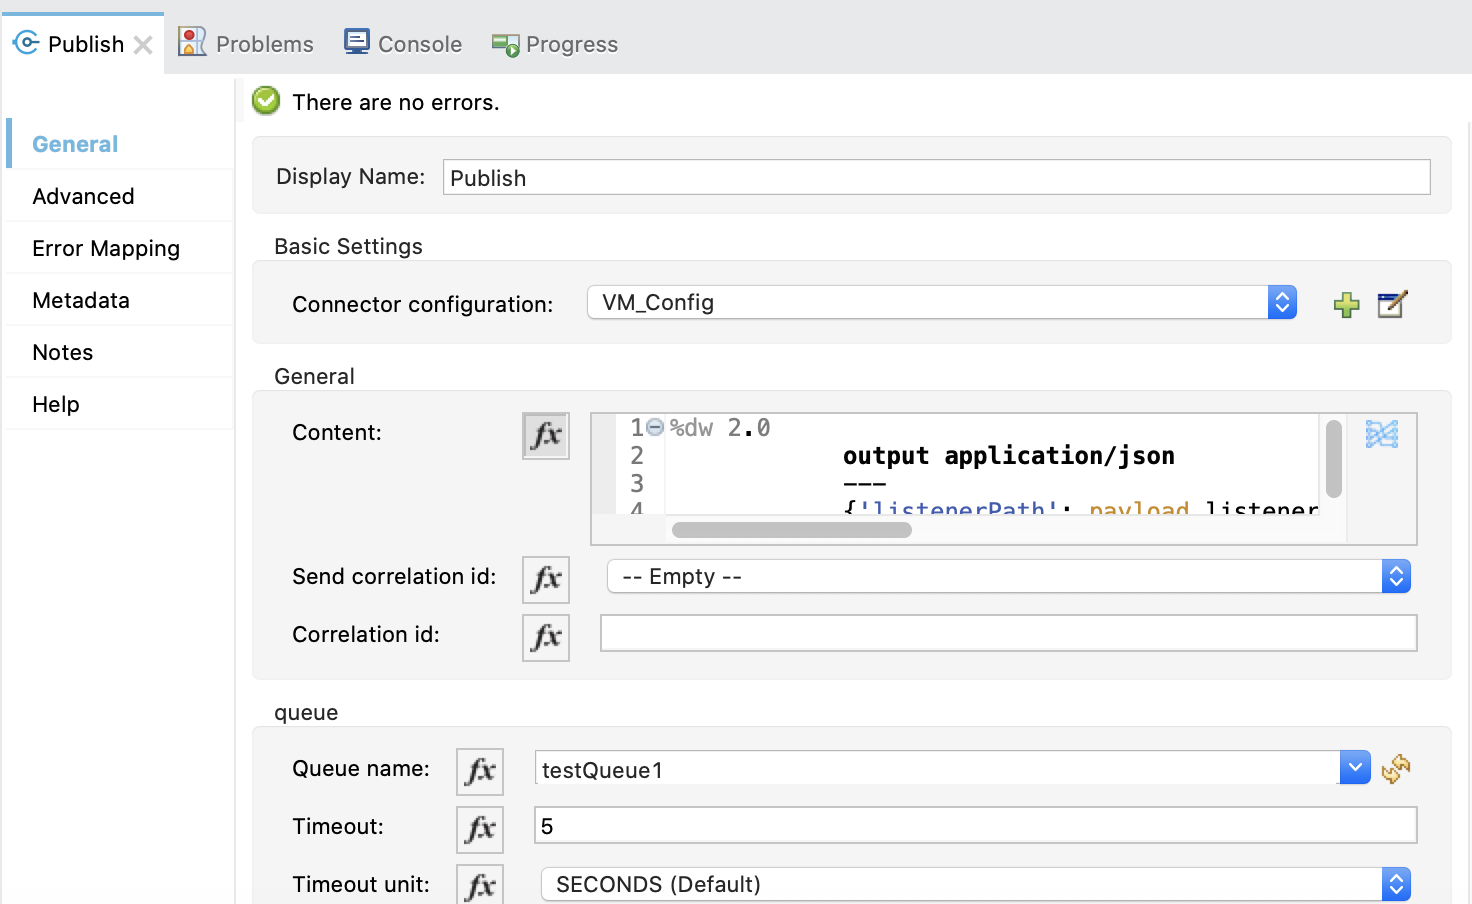 Publish Problems Console Progress
There are no errors.
General
Advanced
Error Mapping
Metadata
Notes
Help
Display Name: Publish
Basic Settings
Connector configuration: VM_Config
General
Content: fx
1 %dw 2.0
2 output application/json
3 ---
4 {'listenerPath': payload.listener
Send correlation id: fx -- Empty --
Correlation id: fx
queue
Queue name: fx testQueue1
Timeout: fx 5
Timeout unit: fx SECONDS (Default)